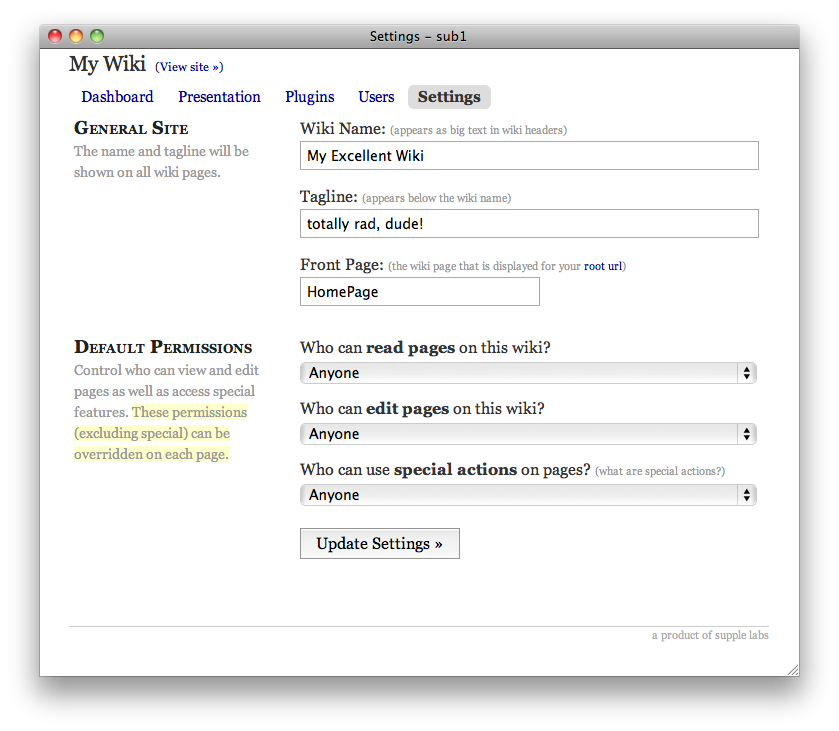 Settings – sub1
My Wiki (View site »)
Dashboard Presentation Plugins Users Settings
General Site
The name and tagline will be
shown on all wiki pages.
Wiki Name: (appears as big text in wiki headers)
My Excellent Wiki
Tagline: (appears below the wiki name)
totally rad, dude!
Front Page: (the wiki page that is displayed for your root url)
HomePage
Default Permissions
Control who can view and edit
pages as well as access special
features. These permissions
(excluding special) can be
overridden on each page.
Who can read pages on this wiki?
Anyone
Who can edit pages on this wiki?
Anyone
Who can use special actions on pages? (what are special actions?)
Anyone
Update Settings »
a product of supple labs